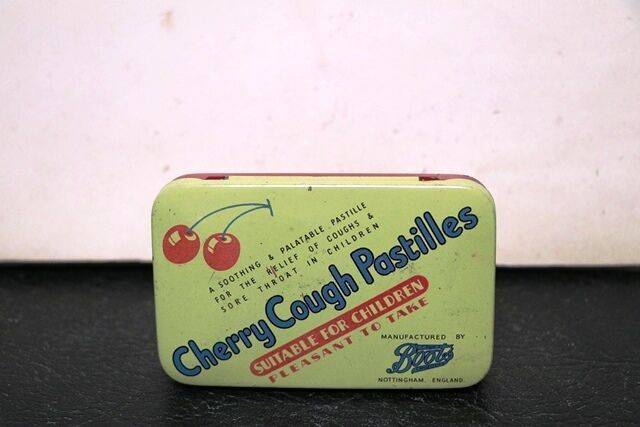 A SOOTHING & PALATABLE PASTILLE
FOR THE RELIEF OF COUGHS &
SORE THROAT IN CHILDREN
Cherry Cough Pastilles
SUITABLE FOR CHILDREN
PLEASANT TO TAKE
MANUFACTURED BY
Boots
NOTTINGHAM, ENGLAND.